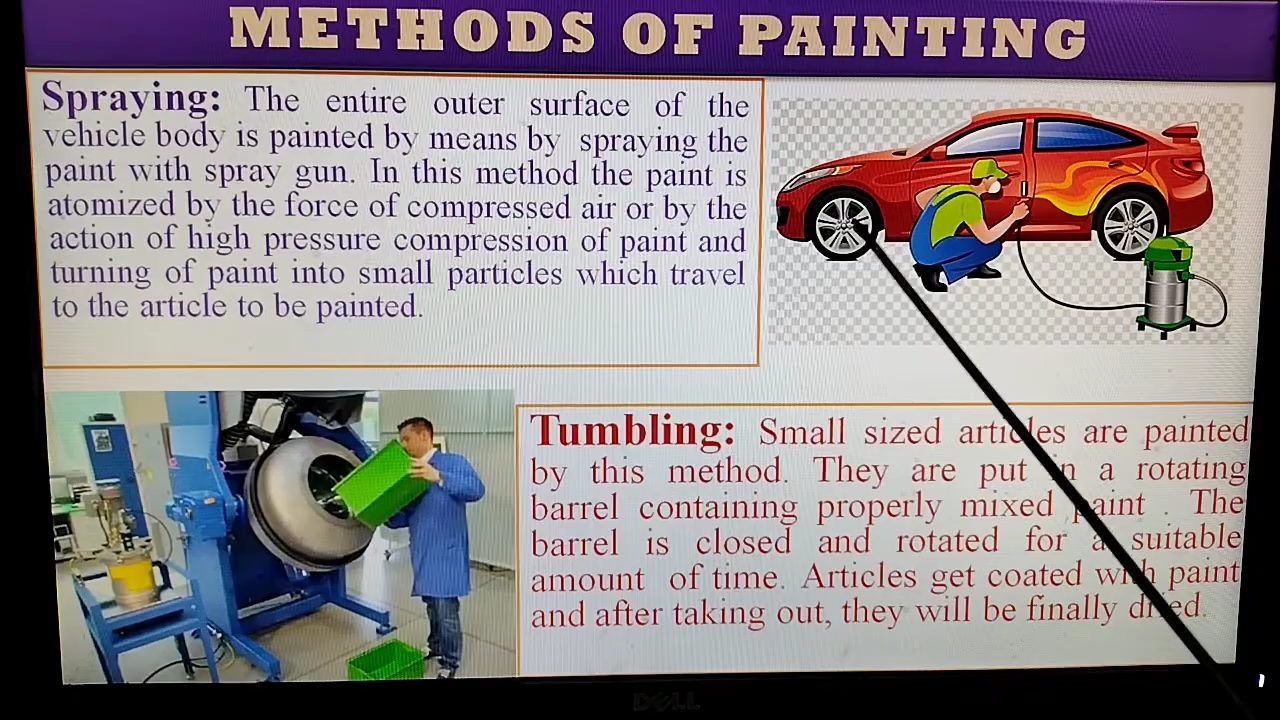 METHODS OF PAINTING
Spraying: The entire outer surface of the
vehicle body is painted by means by spraying the
paint with spray gun. In this method the paint is
atomized by the force of compressed air or by the
action of high pressure compression of paint and
turning of paint into small particles which travel
to the article to be painted.
Tumbling: Small sized articles are painted
by this method. They are put in a rotating
barrel containing properly mixed paint . The
barrel is closed and rotated for a suitable
amount of time. Articles get coated with paint
and after taking out, they will be finally dried.
DELL